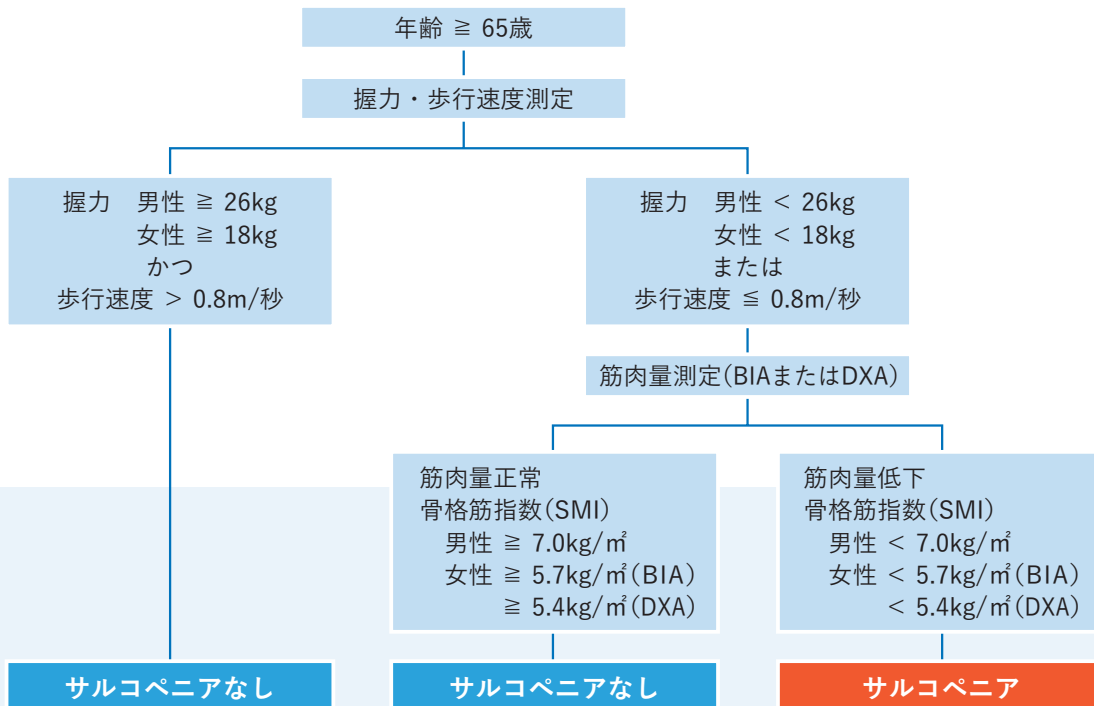 年齢 ≧ 65歳
握力・歩行速度測定
握力　男性 ≧ 26kg
女性 ≧ 18kg
かつ
歩行速度 > 0.8m/秒
握力　男性 < 26kg
女性 < 18kg
または
歩行速度 ≦ 0.8m/秒
筋肉量測定(BIAまたはDXA)
筋肉量正常
骨格筋指数(SMI)
男性 ≧ 7.0kg/㎡
女性 ≧ 5.7kg/㎡(BIA)
≧ 5.4kg/㎡(DXA)
筋肉量低下
骨格筋指数(SMI)
男性 < 7.0kg/㎡
女性 < 5.7kg/㎡(BIA)
< 5.4kg/㎡(DXA)
サルコペニアなし
サルコペニアなし
サルコペニア